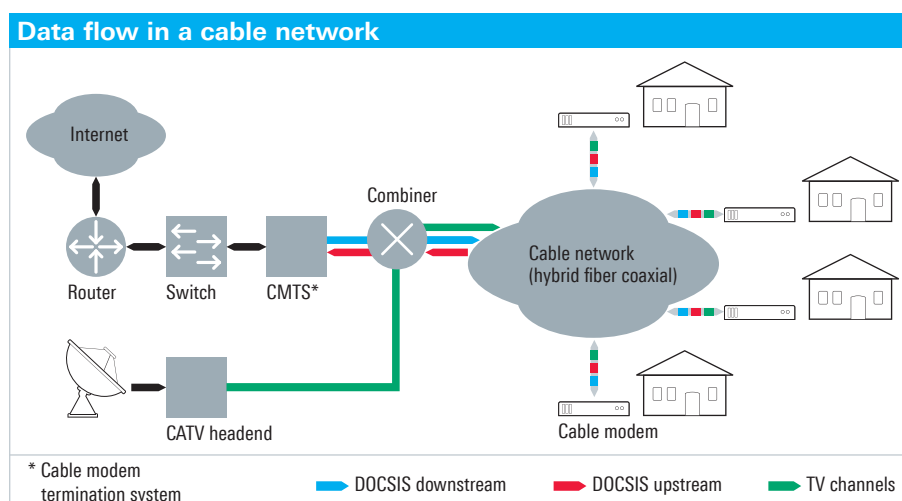 Data flow in a cable network
Internet
Combiner
Cable network
(hybrid fiber coaxial)
Router
Switch
CMTS*
CATV headend
Cable modem
* Cable modem
termination system
DOCSIS downstream
DOCSIS upstream
TV channels